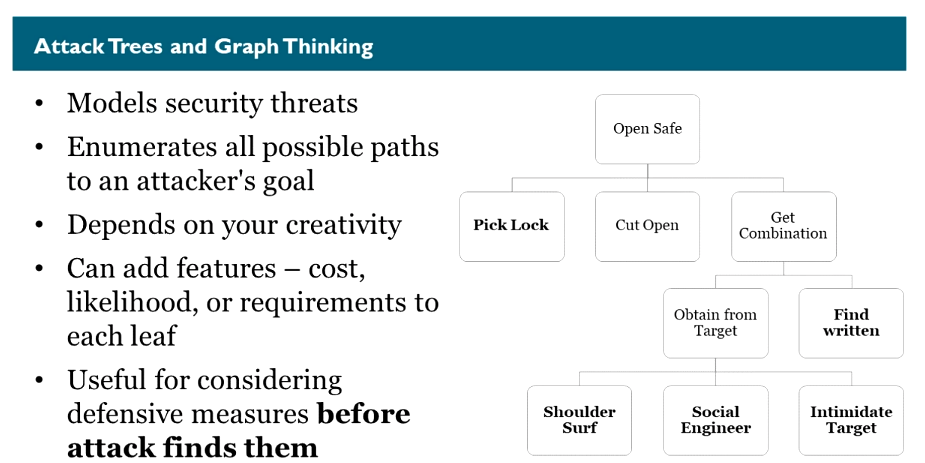 Attack Trees and Graph Thinking
• Models security threats
• Enumerates all possible paths
to an attacker's goal
• Depends on your creativity
• Can add features – cost,
likelihood, or requirements to
each leaf
• Useful for considering
defensive measures before
attack finds them
Open Safe
Pick Lock
Cut Open
Get
Combination
Obtain from
Target
Find
written
Shoulder
Surf
Social
Engineer
Intimidate
Target